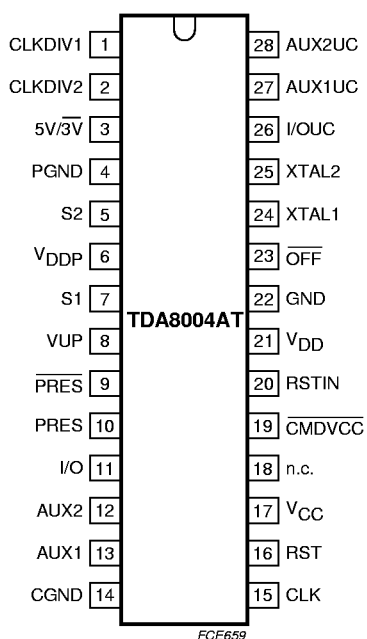 CLKDIV1 1 28 AUX2UC
CLKDIV2 2 27 AUX1UC
5V/3V 3 26 I/OUC
PGND 4 25 XTAL2
S2 5 24 XTAL1
VDDP 6 23 OFF
S1 7 22 GND
TDA8004AT
VUP 8 21 VDD
PRES 9 20 RSTIN
PRES 10 19 CMDVCC
I/O 11 18 n.c.
AUX2 12 17 VCC
AUX1 13 16 RST
CGND 14 15 CLK
FCE659